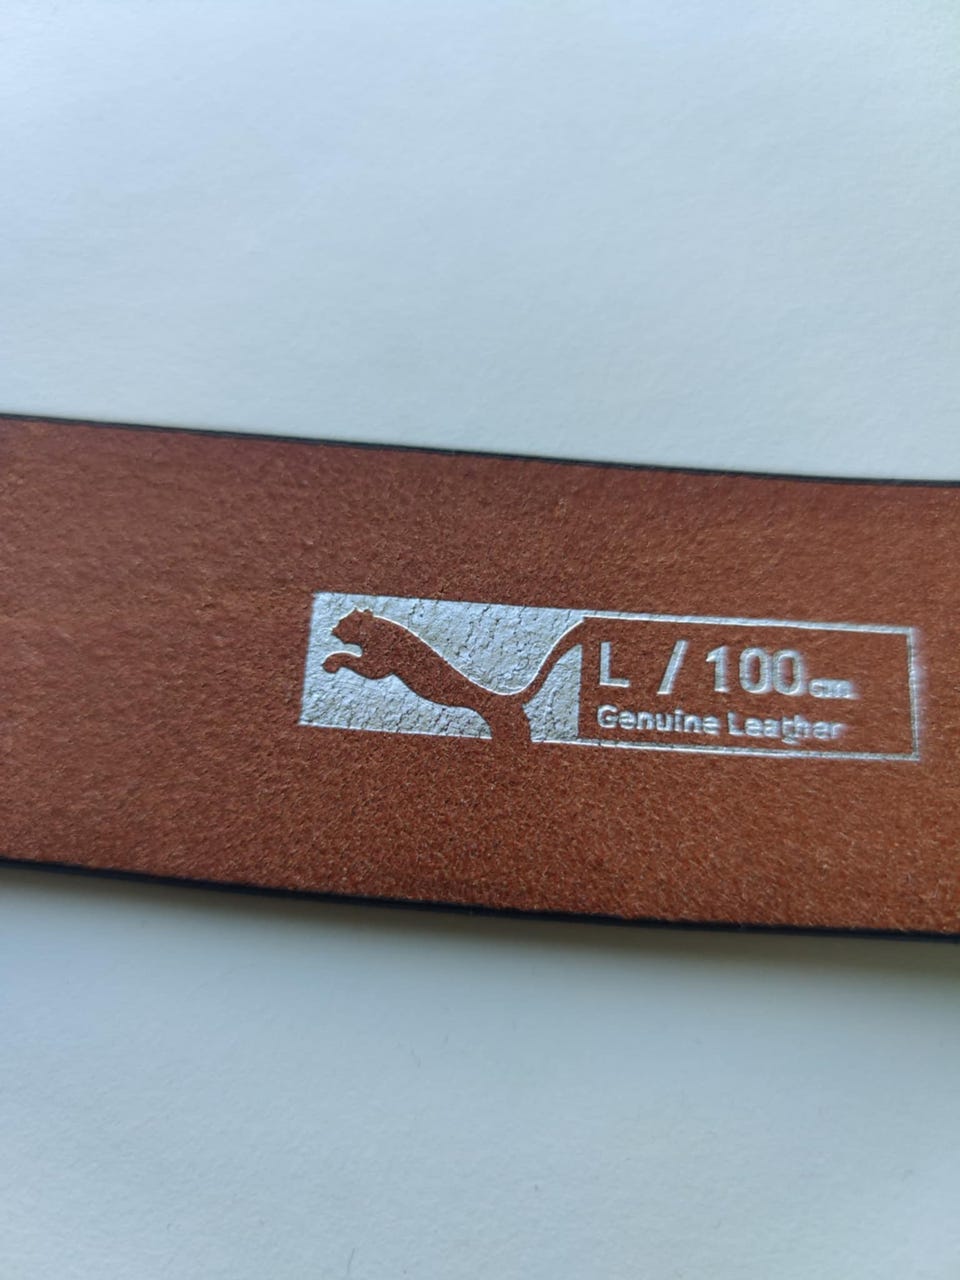 L / 100cm
Genuine Leather